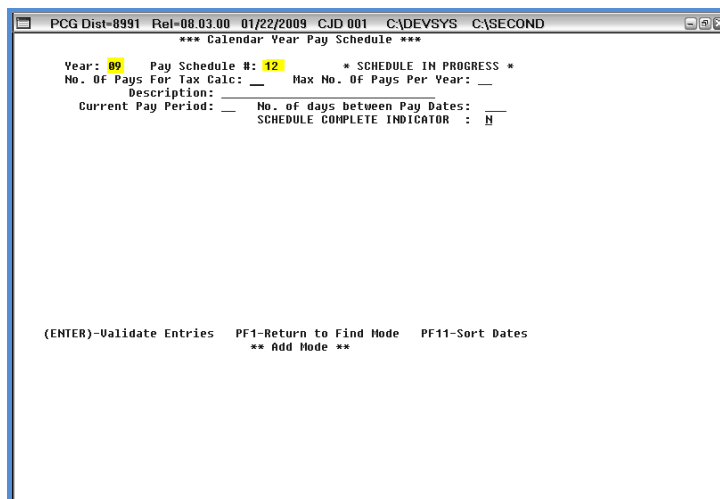 PCG Dist=8991 Rel=08.03.00 01/22/2009 CJD 001 C:\DEVSYS C:\SECOND
*** Calendar Year Pay Schedule ***
Year: 09 Pay Schedule #: 12 * SCHEDULE IN PROGRESS *
No. Of Pays For Tax Calc: __ Max No. Of Pays Per Year: __
Description: ______________________________
Current Pay Period: __ No. of days between Pay Dates: ___
SCHEDULE COMPLETE INDICATOR : N
(ENTER)-Validate Entries PF1-Return to Find Mode PF11-Sort Dates
** Add Mode **